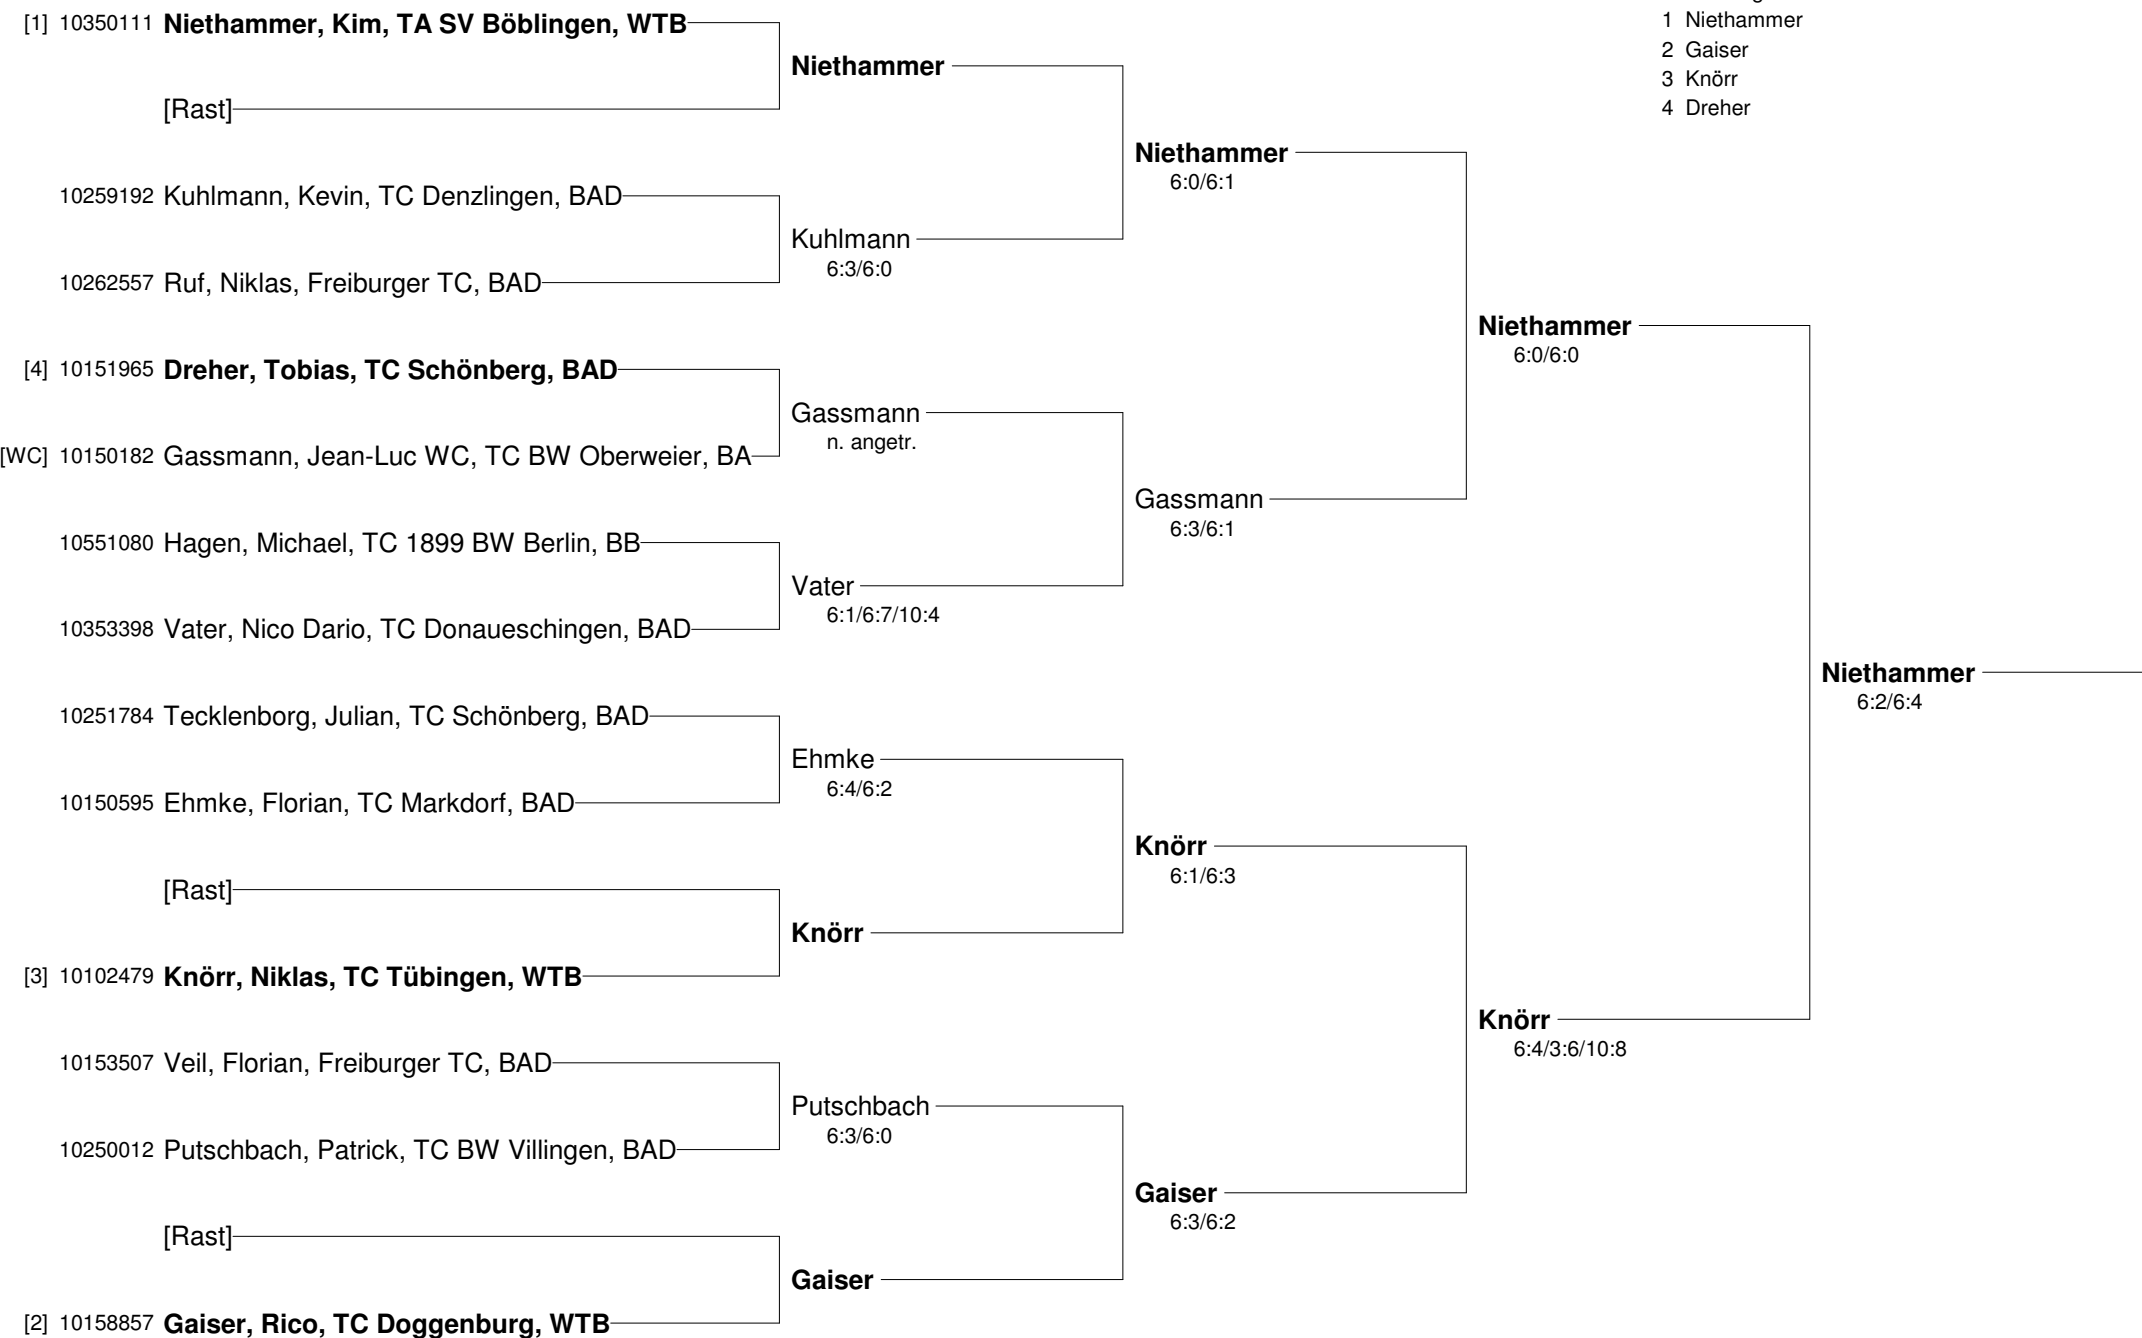 [1] 10350111 Niethammer, Kim, TA SV Böblingen, WTB
[Rast]
10259192 Kuhlmann, Kevin, TC Denzlingen, BAD
10262557 Ruf, Niklas, Freiburger TC, BAD
[4] 10151965 Dreher, Tobias, TC Schönberg, BAD
[WC] 10150182 Gassmann, Jean-Luc WC, TC BW Oberweier, BA
10551080 Hagen, Michael, TC 1899 BW Berlin, BB
10353398 Vater, Nico Dario, TC Donaueschingen, BAD
10251784 Tecklenborg, Julian, TC Schönberg, BAD
10150595 Ehmke, Florian, TC Markdorf, BAD
[Rast]
[3] 10102479 Knörr, Niklas, TC Tübingen, WTB
10153507 Veil, Florian, Freiburger TC, BAD
10250012 Putschbach, Patrick, TC BW Villingen, BAD
[Rast]
[2] 10158857 Gaiser, Rico, TC Doggenburg, WTB
Niethammer
Kuhlmann
6:3/6:0
Gassmann
n. angetr.
Vater
6:1/6:7/10:4
Ehmke
6:4/6:2
Knörr
Putschbach
6:3/6:0
Gaiser
Niethammer
6:0/6:1
Gassmann
6:3/6:1
Knörr
6:1/6:3
Gaiser
6:3/6:2
Niethammer
6:0/6:0
Knörr
6:4/3:6/10:8
Niethammer
6:2/6:4
1 Niethammer
2 Gaiser
3 Knörr
4 Dreher